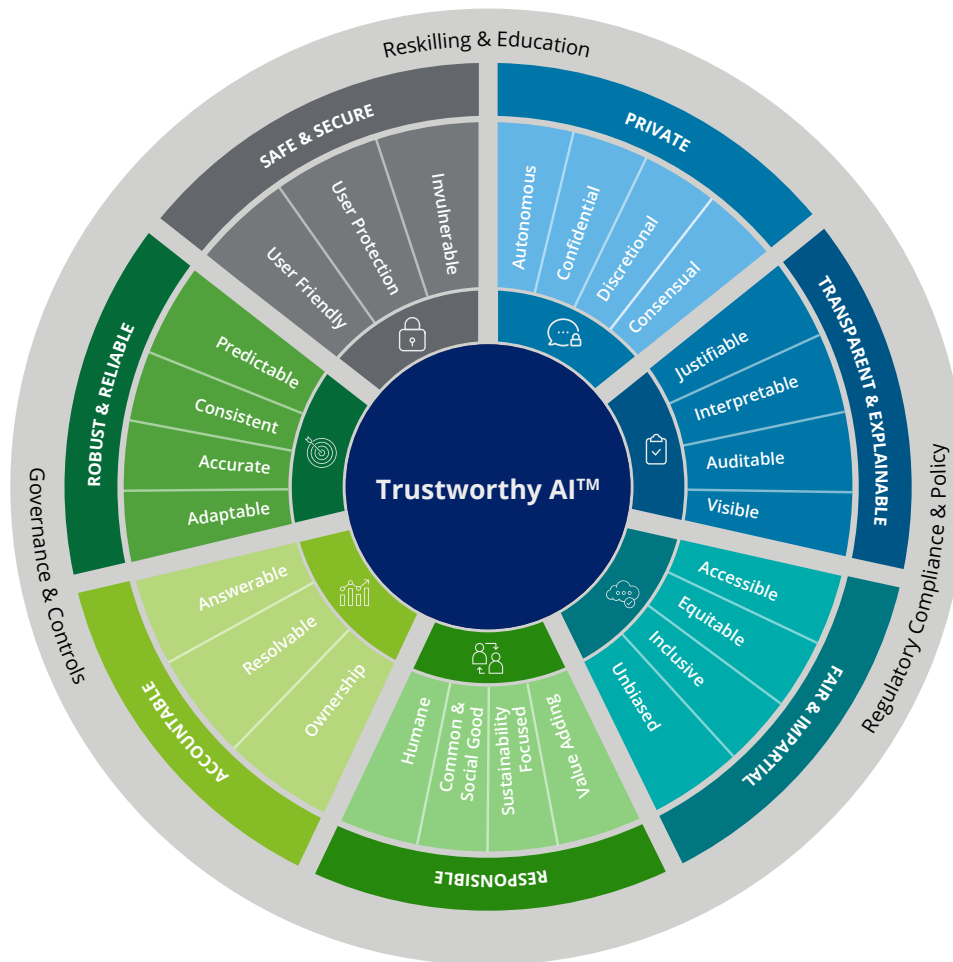 Reskilling & Education
PRIVATE
Autonomous
Confidential
Discretional
Consensual
TRANSPARENT & EXPLAINABLE
Justifiable
Interpretable
Auditable
Visible
Regulatory Compliance & Policy
FAIR & IMPARTIAL
Accessible
Equitable
Inclusive
Unbiased
RESPONSIBLE
Value Adding
Sustainability
Focused
Common &
Social Good
Humane
ACCOUNTABLE
Ownership
Resolvable
Answerable
Governance & Controls
ROBUST & RELIABLE
Adaptable
Accurate
Consistent
Predictable
SAFE & SECURE
User Friendly
User Protection
Invulnerable
Trustworthy AI™